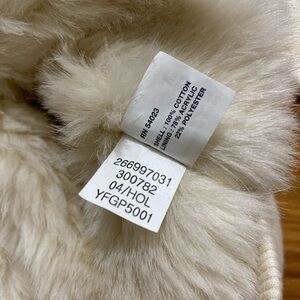 RN 54023
SHELL : 100% COTTON
LINING : 78% ACRYLIC
22% POLYESTER
266997031
300782
04/HOL
YFGP5001